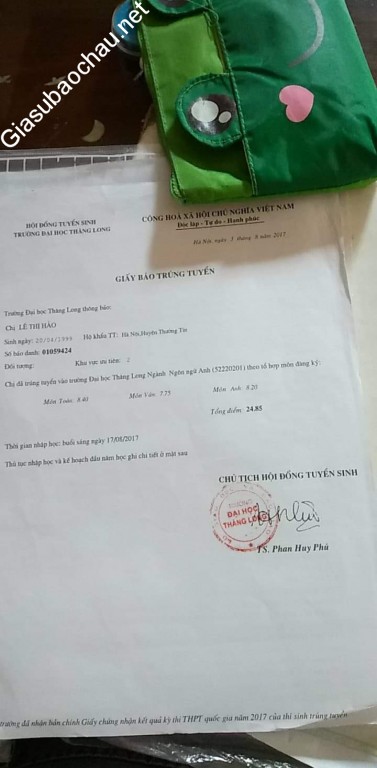 Giasubaochau.net
HỘI ĐỒNG TUYỂN SINH
TRƯỜNG ĐẠI HỌC THĂNG LONG
CỘNG HOÀ XÃ HỘI CHỦ NGHĨA VIỆT NAM
Độc lập - Tự do - Hạnh phúc
Hà Nội, ngày 3 tháng 8 năm 2017
GIẤY BÁO TRÚNG TUYỂN
Trường Đại học Thăng Long thông báo:
Chị LÊ THỊ HẢO
Sinh ngày: 20/04/1999 Hộ khẩu TT: Hà Nội,Huyện Thường Tín
Số báo danh: 01059424
Đối tượng: Khu vực ưu tiên: 2
Chị đã trúng tuyển vào trường Đại học Thăng Long Ngành Ngôn ngữ Anh (52220201) theo tổ hợp môn đăng ký:
Môn Toán: 8.40 Môn Văn: 7.75 Môn Anh: 8.20
Tổng điểm: 24.85
Thời gian nhập học: buổi sáng ngày 17/08/2017
Thủ tục nhập học và kế hoạch đầu năm học ghi chi tiết ở mặt sau
CHỦ TỊCH HỘI ĐỒNG TUYỂN SINH
TRƯỜNG
ĐẠI HỌC
THĂNG LONG
TS. Phan Huy Phú
trường đã nhận bản chính Giấy chứng nhận kết quả kỳ thi THPT quốc gia năm 2017 của thí sinh trúng tuyển